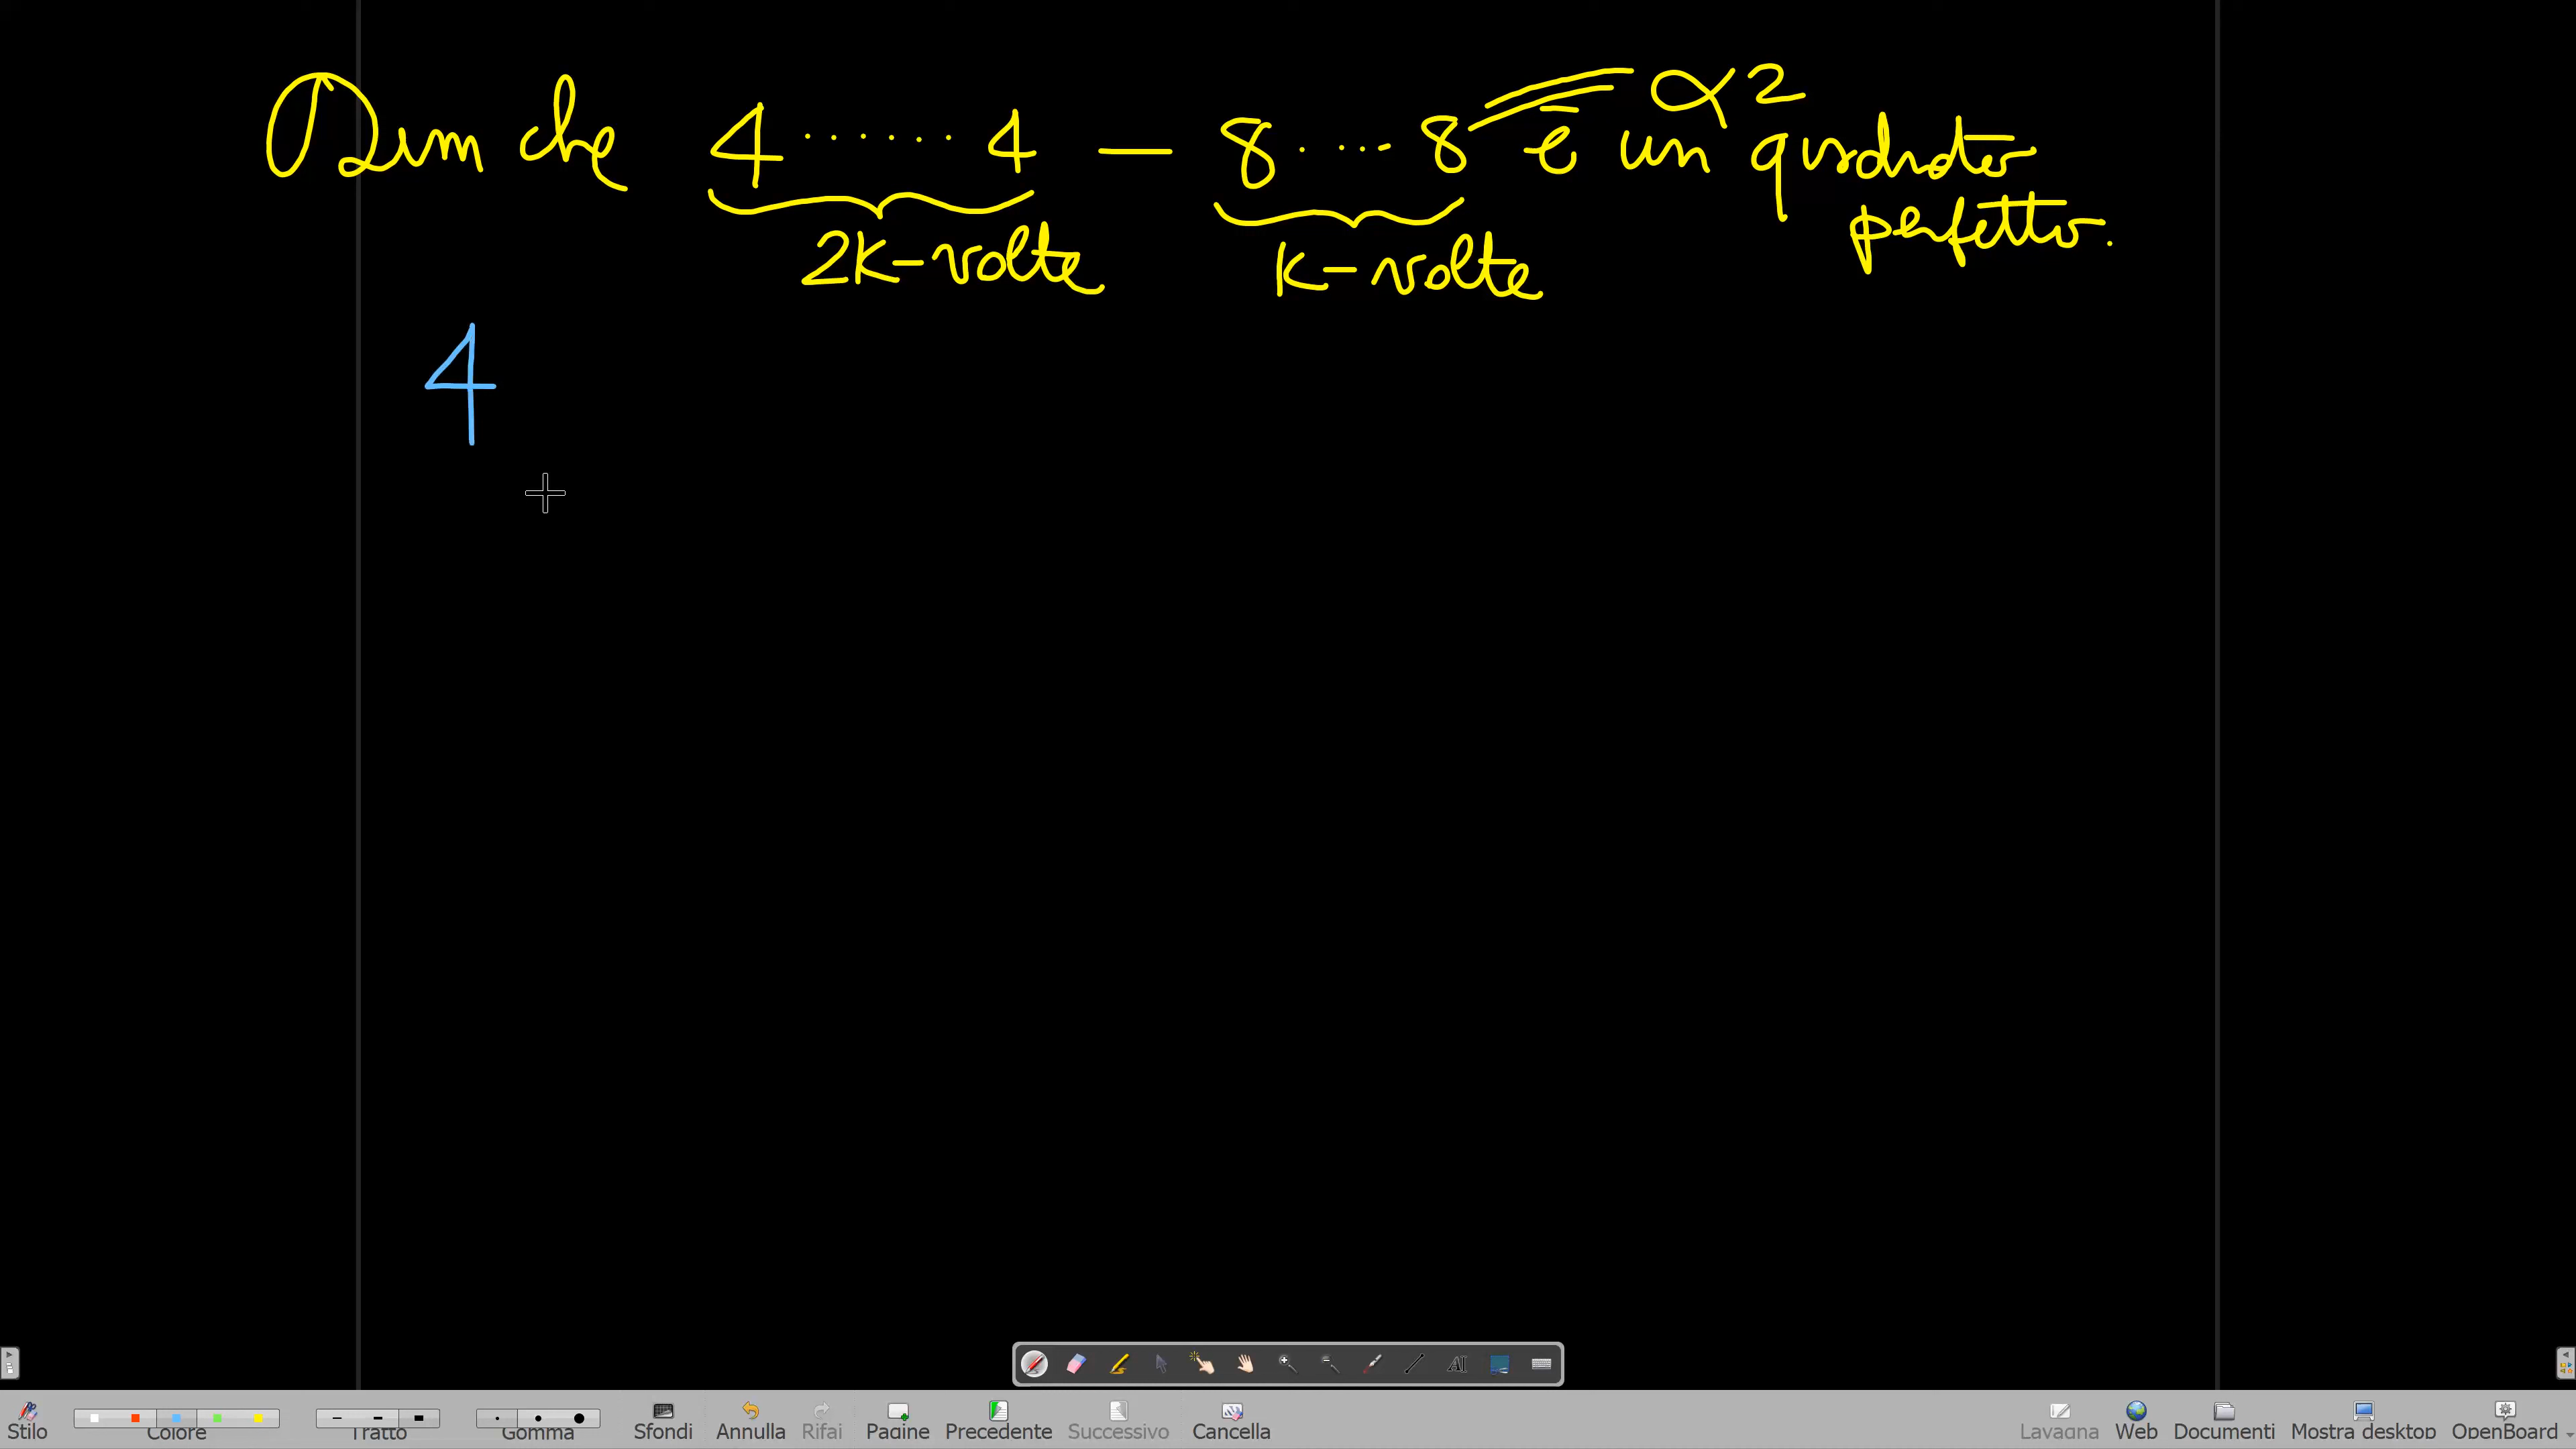 Dim che 4 ...... 4 — 8 .... 8 = α2
è un quadrato
perfetto.
2k-volte k-volte
4
Stilo Colore Tratto Gomma Sfondi Annulla Rifai Pagine Precedente Successivo Cancella Lavagna Web Documenti Mostra desktop OpenBoard